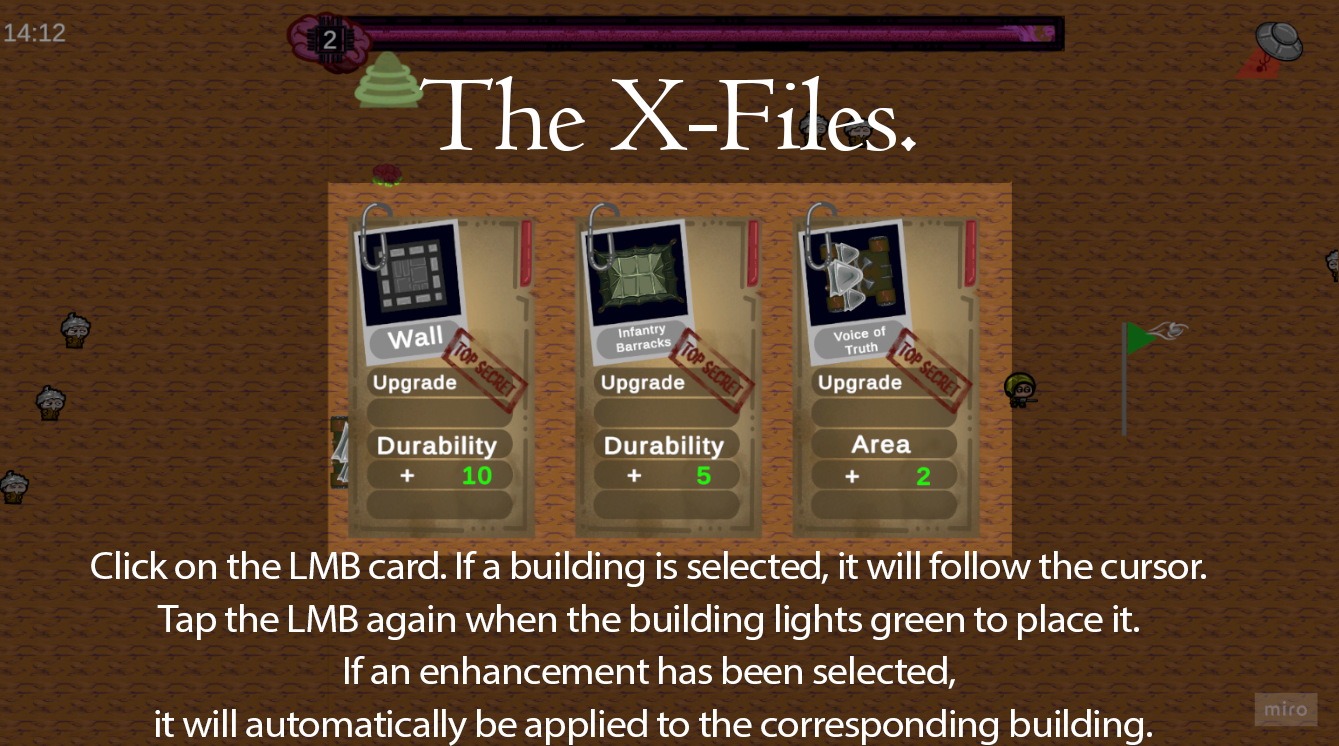 14:12
2
The X-Files.
Wall
TOP SECRET
Upgrade
Durability
+ 10
Infantry
Barracks
TOP SECRET
Upgrade
Durability
+ 5
Voice of
Truth
TOP SECRET
Upgrade
Area
+ 2
Click on the LMB card. If a building is selected, it will follow the cursor.
Tap the LMB again when the building lights green to place it.
If an enhancement has been selected,
it will automatically be applied to the corresponding building.
miro